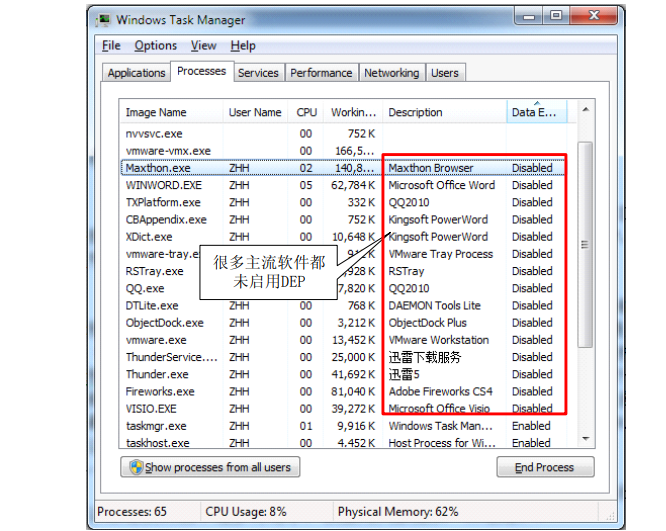 Windows Task Manager
File Options View Help
Applications Processes Services Performance Networking Users
Image Name User Name CPU Workin... Description Data E...
nvvsvc.exe 00 752 K
vmware-vmx.exe 00 166,5...
Maxthon.exe ZHH 02 140,8... Maxthon Browser Disabled
WINWORD.EXE ZHH 05 62,784 K Microsoft Office Word Disabled
TXPlatform.exe ZHH 00 332 K QQ2010 Disabled
CBAppendix.exe ZHH 00 752 K Kingsoft PowerWord Disabled
XDict.exe ZHH 00 10,648 K Kingsoft PowerWord Disabled
vmware-tray.e VMware Tray Process Disabled
RSTray.exe 928 K RSTray Disabled
QQ.exe 7,820 K QQ2010 Disabled
很多主流软件都
未启用DEP
DTLite.exe ZHH 00 768 K DAEMON Tools Lite Disabled
ObjectDock.exe ZHH 00 3,212 K ObjectDock Plus Disabled
vmware.exe ZHH 00 13,452 K VMware Workstation Disabled
ThunderService.... ZHH 00 25,000 K 迅雷下载服务 Disabled
Thunder.exe ZHH 00 41,692 K 迅雷5 Disabled
Fireworks.exe ZHH 00 81,040 K Adobe Fireworks CS4 Disabled
VISIO.EXE ZHH 00 39,272 K Microsoft Office Visio Disabled
taskmgr.exe ZHH 01 9,916 K Windows Task Man... Enabled
taskhost.exe ZHH 00 4,452 K Host Process for Wi... Enabled
Show processes from all users End Process
Processes: 65 CPU Usage: 8% Physical Memory: 62%